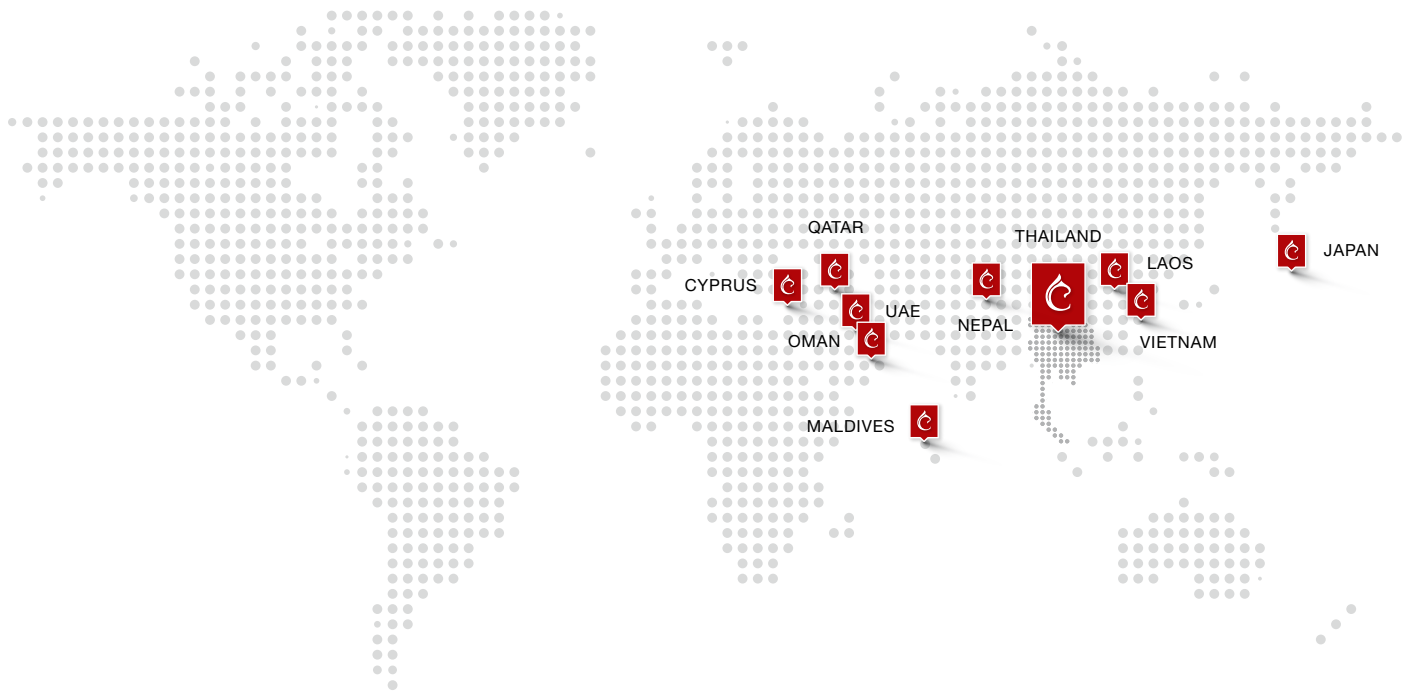 QATAR
THAILAND
JAPAN
LAOS
CYPRUS
UAE
NEPAL
OMAN
VIETNAM
MALDIVES